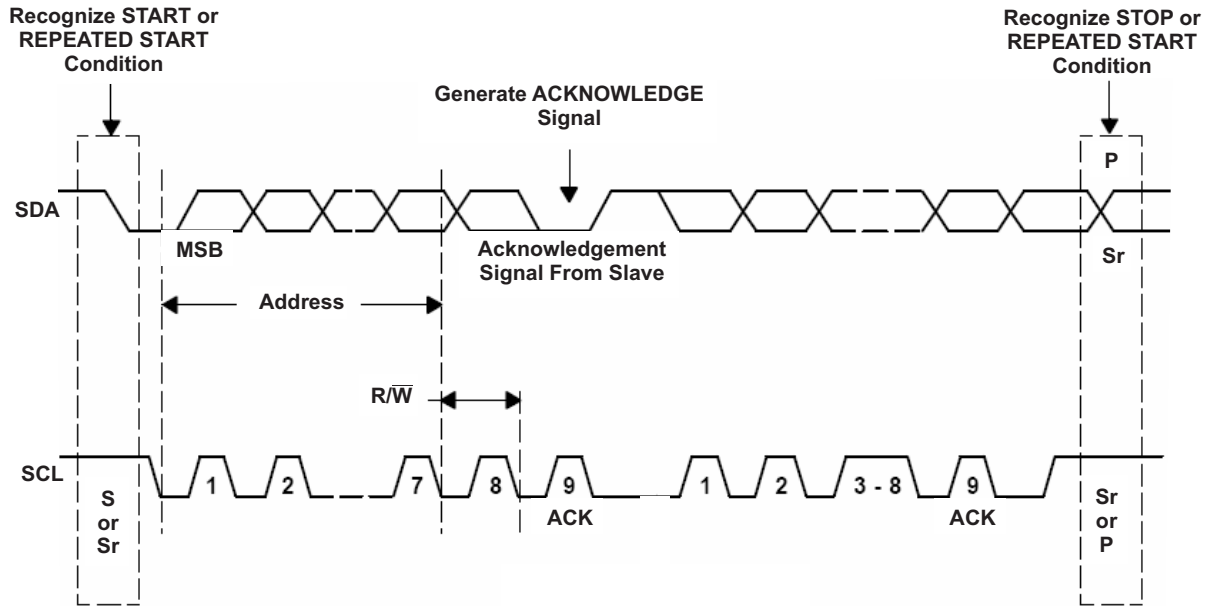 Recognize START or
REPEATED START
Condition
Recognize STOP or
REPEATED START
Condition
Generate ACKNOWLEDGE
Signal
P
SDA
MSB
Acknowledgement
Signal From Slave
Sr
Address
R/W̅
SCL
1
2
7
8
9
1
2
3 - 8
9
ACK
ACK
S
or
Sr
Sr
or
P